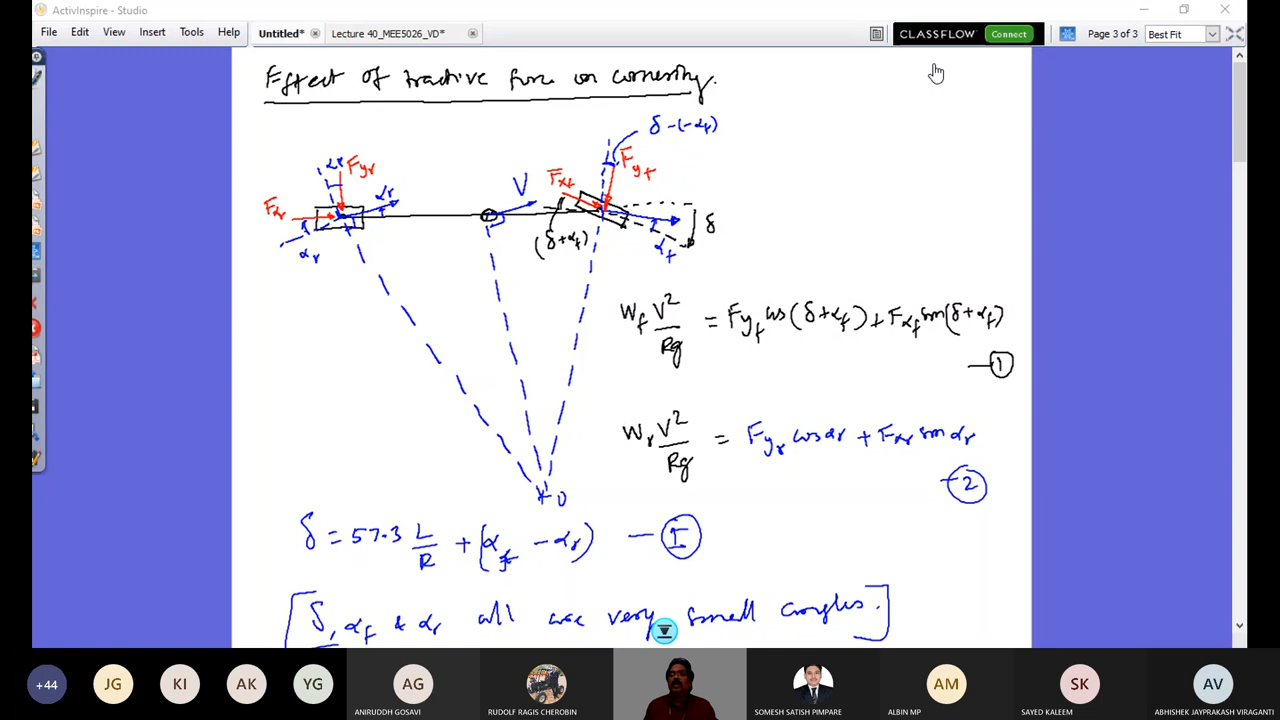 ActivInspire - Studio
File Edit View Insert Tools Help
Untitled* Lecture 40_MEE5026_VD*
CLASSFLOW Connect
Page 3 of 3 Best Fit
Effect of tractive force on cornering.
δ-(-αf)
αr Fyr Fyf
Fxr αr V Fxf
αr (δ+αf) αf δ
Wf V²/Rg = Fyf cos(δ+αf) + Fxf sin(δ+αf)
—①
Wr V²/Rg = Fyr cos αr + Fxr sin αr
—②
O
δ = 57.3 L/R + (αf - αr) — I
[δ, αf & αr all are very small angles.]
+44 JG KI AK YG AG AM SK AV
ANIRUDDH GOSAVI RUDOLF RAGIS CHEROBIN SOMESH SATISH PIMPARE ALBIN MP SAYED KALEEM ABHISHEK JAYPRAKASH VIRAGANTI